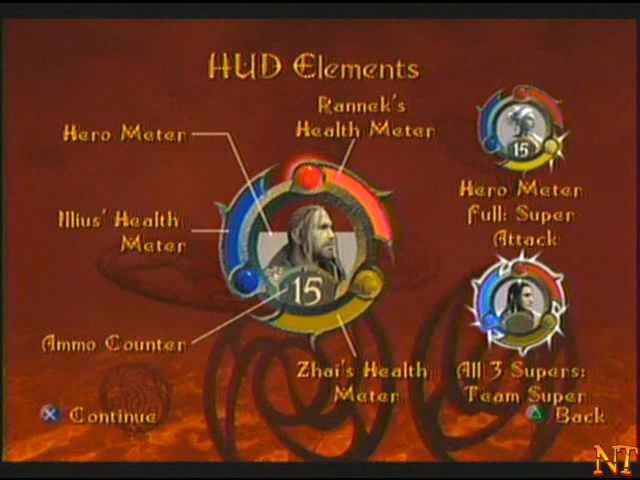 HUD Elements
Rannek's
Health Meter
Hero Meter
15
Hero Meter
Full: Super
Attack
Illius' Health
Meter
15
Ammo Counter
Zhai's Health
Meter
All 3 Supers:
Team Super
Continue
Back
NT